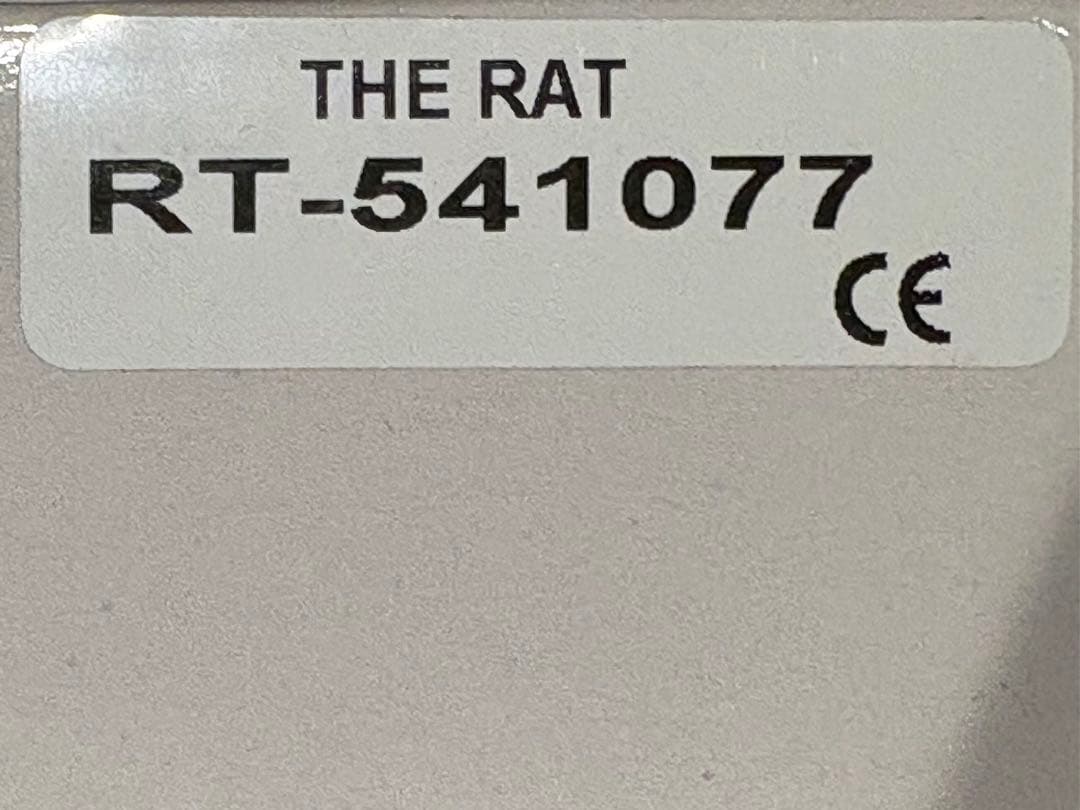 THE RAT
RT-541077
CE